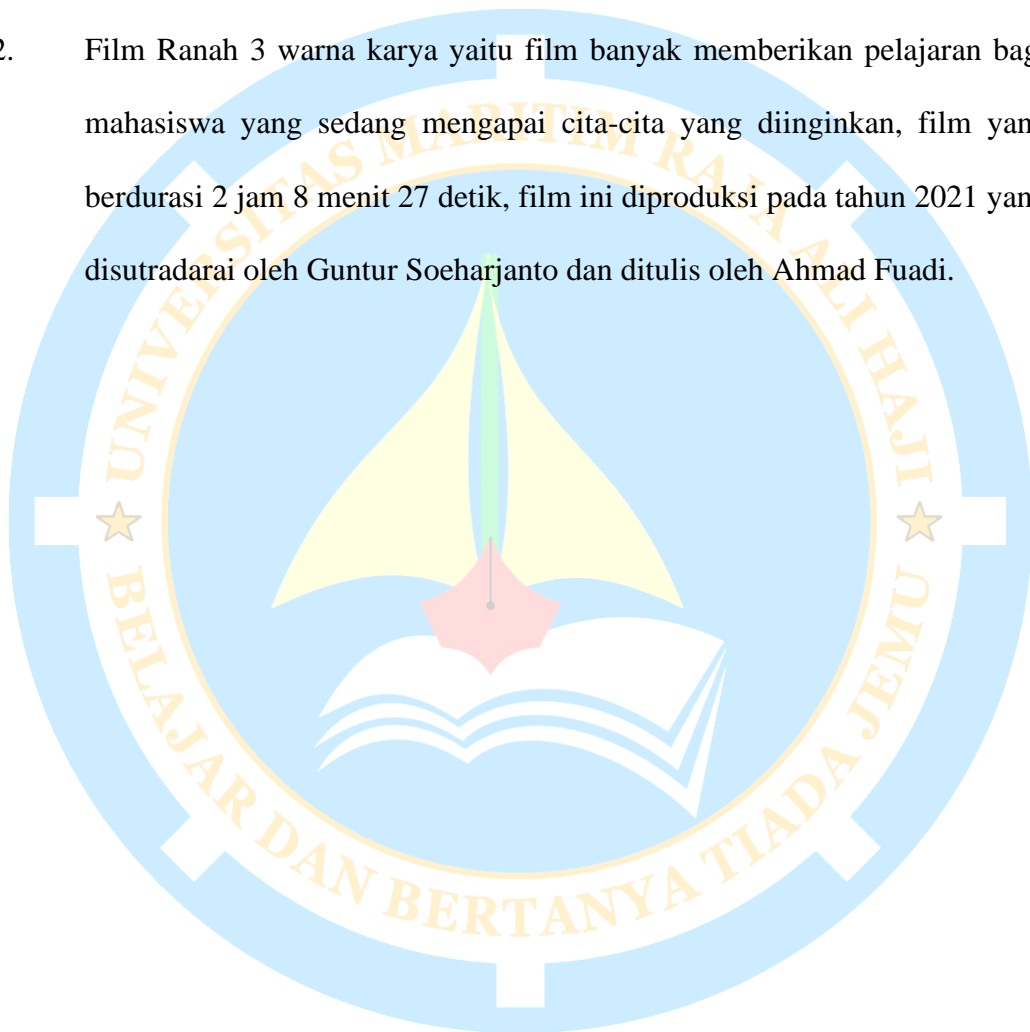 2. Film Ranah 3 warna karya yaitu film banyak memberikan pelajaran bag
mahasiswa yang sedang mengapai cita-cita yang diinginkan, film yan
berdurasi 2 jam 8 menit 27 detik, film ini diproduksi pada tahun 2021 yan
disutradarai oleh Guntur Soeharjanto dan ditulis oleh Ahmad Fuadi.
UNIVERSITAS MARITIM RAJA ALI HAJI
BELAJAR DAN BERTANYA TIADA JEMU